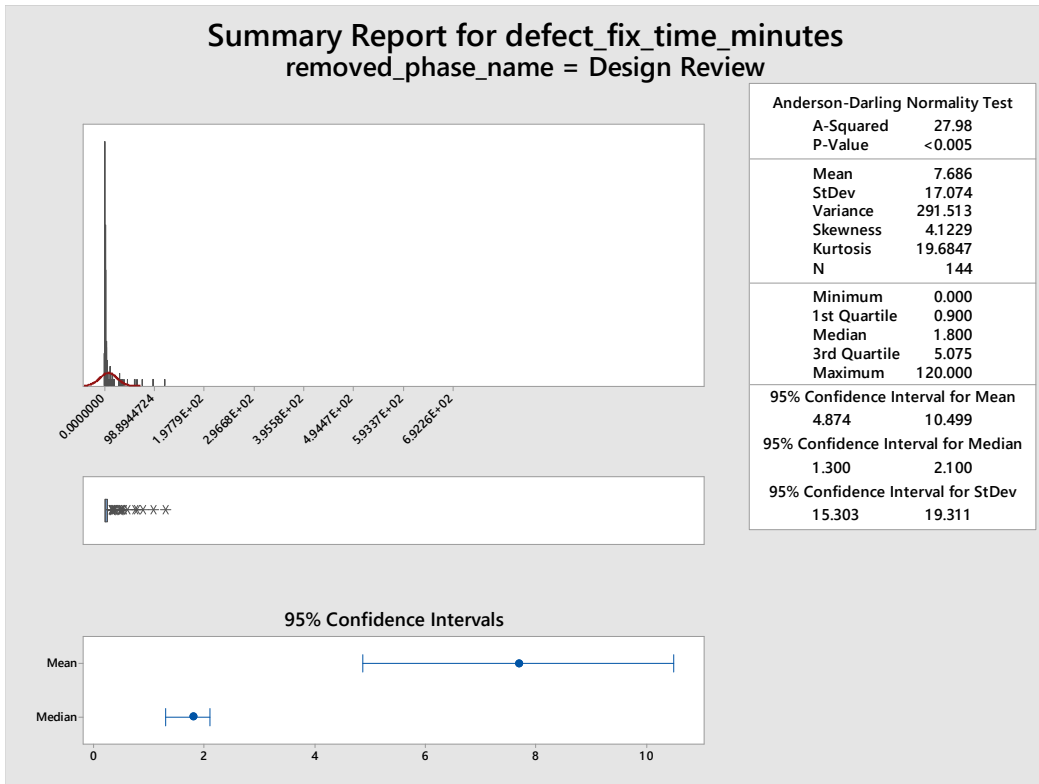 Summary Report for defect_fix_time_minutes
removed_phase_name = Design Review
0.0000000
98.8944724
1.9779E+02
2.9668E+02
3.9558E+02
4.9447E+02
5.9337E+02
6.9226E+02
Anderson-Darling Normality Test
A-Squared 27.98
P-Value <0.005
Mean 7.686
StDev 17.074
Variance 291.513
Skewness 4.1229
Kurtosis 19.6847
N 144
Minimum 0.000
1st Quartile 0.900
Median 1.800
3rd Quartile 5.075
Maximum 120.000
95% Confidence Interval for Mean
4.874 10.499
95% Confidence Interval for Median
1.300 2.100
95% Confidence Interval for StDev
15.303 19.311
95% Confidence Intervals
Mean
Median
0 2 4 6 8 10